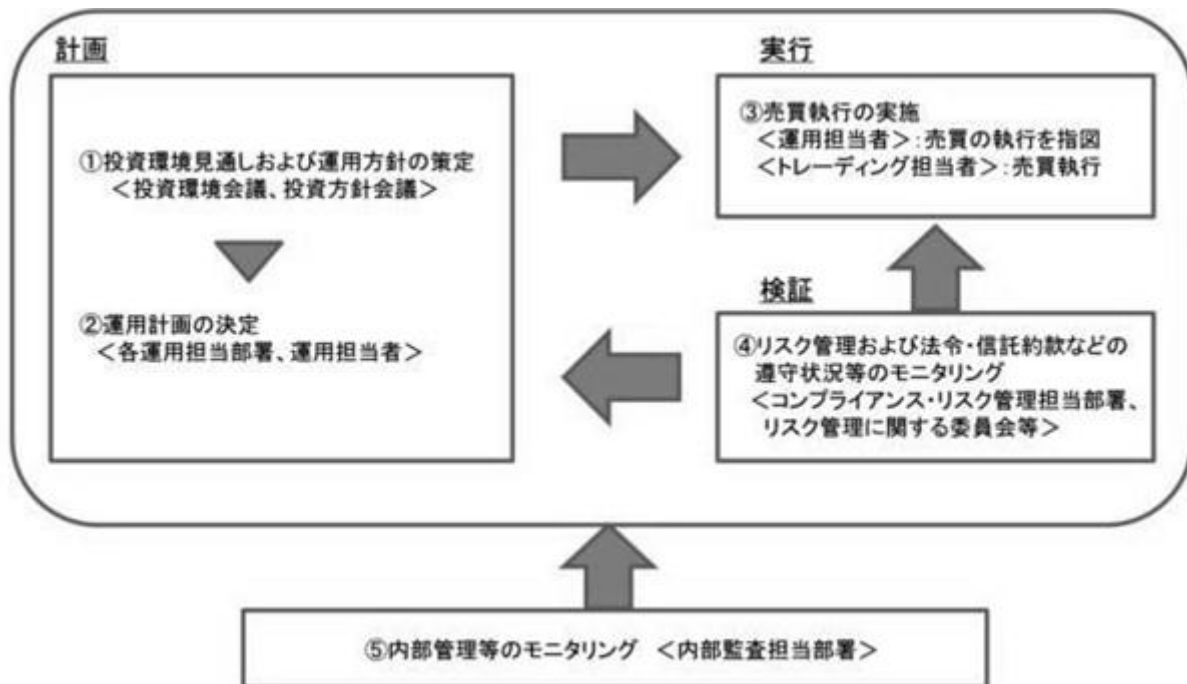 計画
①投資環境見通しおよび運用方針の策定
＜投資環境会議、投資方針会議＞
②運用計画の決定
＜各運用担当部署、運用担当者＞
実行
③売買執行の実施
＜運用担当者＞：売買の執行を指図
＜トレーディング担当者＞：売買執行
検証
④リスク管理および法令・信託約款などの
遵守状況等のモニタリング
＜コンプライアンス・リスク管理担当部署、
リスク管理に関する委員会等＞
⑤内部管理等のモニタリング ＜内部監査担当部署＞